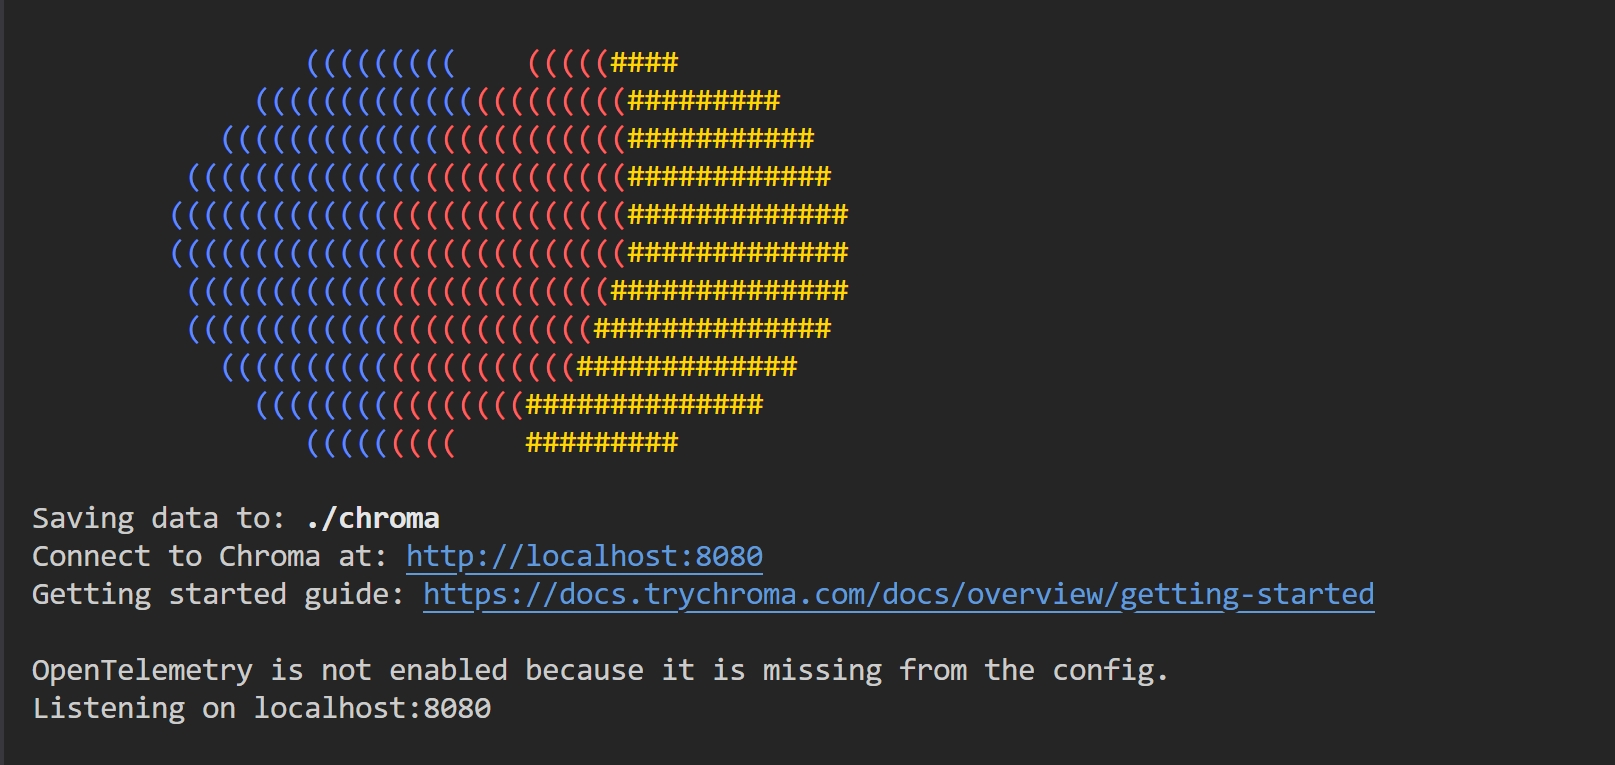 (((((((((    (((((####
             ((((((((((((((((((((((#########
           ((((((((((((((((((((((((###########
         ((((((((((((((((((((((((((############
        (((((((((((((((((((((((((((#############
        (((((((((((((((((((((((((((#############
         (((((((((((((((((((((((((##############
         ((((((((((((((((((((((((##############
           (((((((((((((((((((((#############
             ((((((((((((((((##############
                (((((((((    #########
Saving data to: ./chroma
Connect to Chroma at: http://localhost:8080
Getting started guide: https://docs.trychroma.com/docs/overview/getting-started
OpenTelemetry is not enabled because it is missing from the config.
Listening on localhost:8080